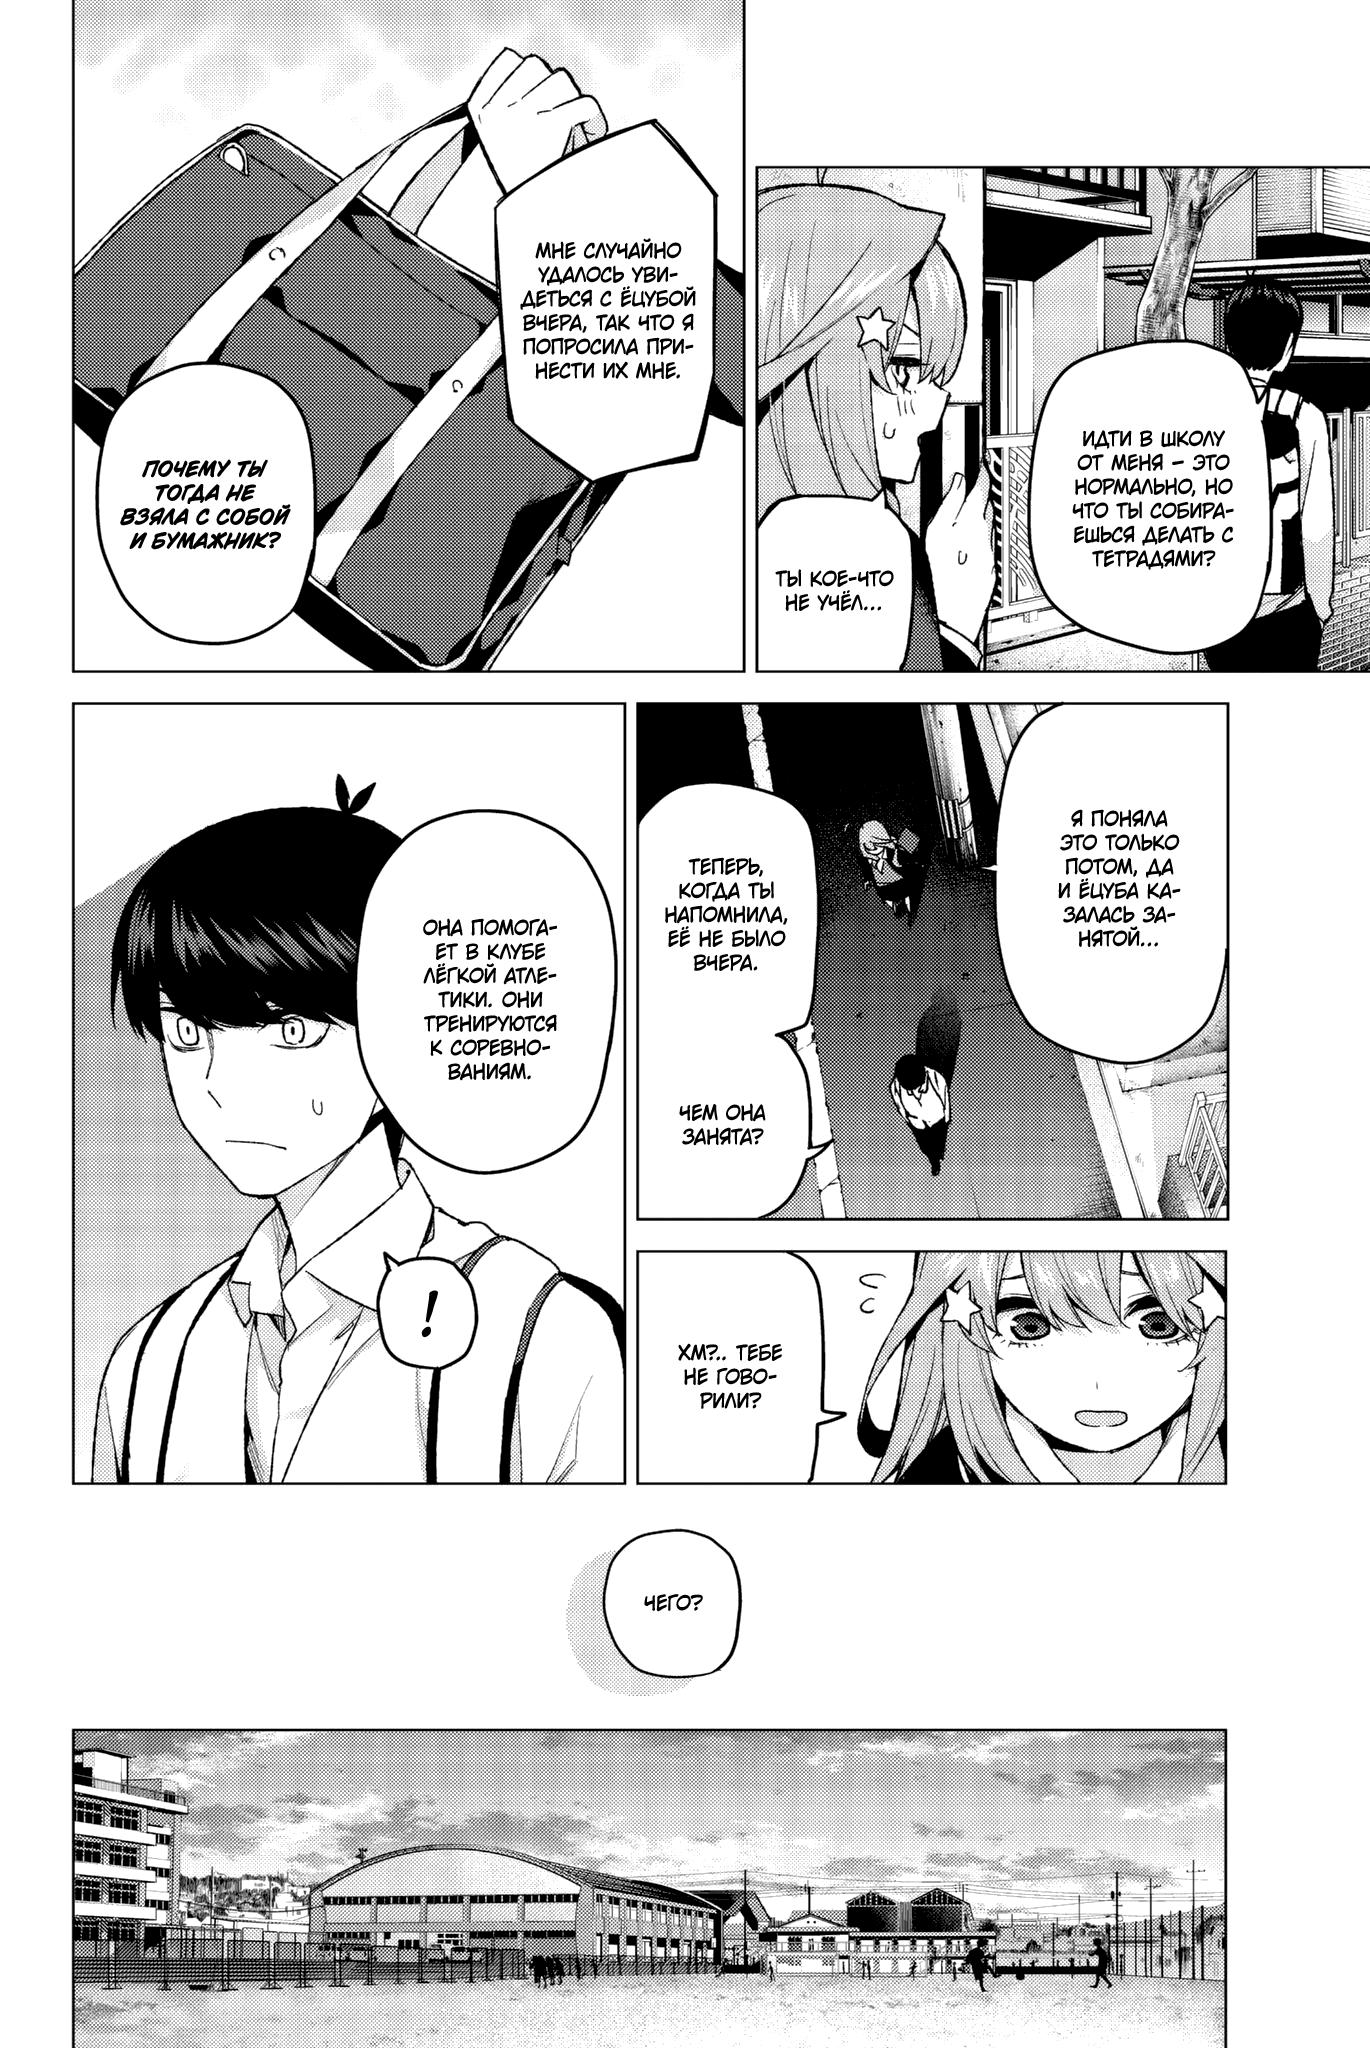 ИДТИ В ШКОЛУ
ОТ МЕНЯ – ЭТО
НОРМАЛЬНО, НО
ЧТО ТЫ СОБИРА-
ЕШЬСЯ ДЕЛАТЬ С
ТЕТРАДЯМИ?
ТЫ КОЕ-ЧТО
НЕ УЧЁЛ...
МНЕ СЛУЧАЙНО
УДАЛОСЬ УВИ-
ДЕТЬСЯ С ЁЦУБОЙ
ВЧЕРА, ТАК ЧТО Я
ПОПРОСИЛА ПРИ-
НЕСТИ ИХ МНЕ.
ПОЧЕМУ ТЫ
ТОГДА НЕ
ВЗЯЛА С СОБОЙ
И БУМАЖНИК?
Я ПОНЯЛА
ЭТО ТОЛЬКО
ПОТОМ, ДА
И ЁЦУБА КА-
ЗАЛАСЬ ЗА-
НЯТОЙ...
ТЕПЕРЬ,
КОГДА ТЫ
НАПОМНИЛА,
ЕЁ НЕ БЫЛО
ВЧЕРА.
ЧЕМ ОНА
ЗАНЯТА?
ХМ?.. ТЕБЕ
НЕ ГОВО-
РИЛИ?
ОНА ПОМОГА-
ЕТ В КЛУБЕ
ЛЁГКОЙ АТЛЕ-
ТИКИ. ОНИ
ТРЕНИРУЮТСЯ
К СОРЕВНО-
ВАНИЯМ.
!
ЧЕГО?